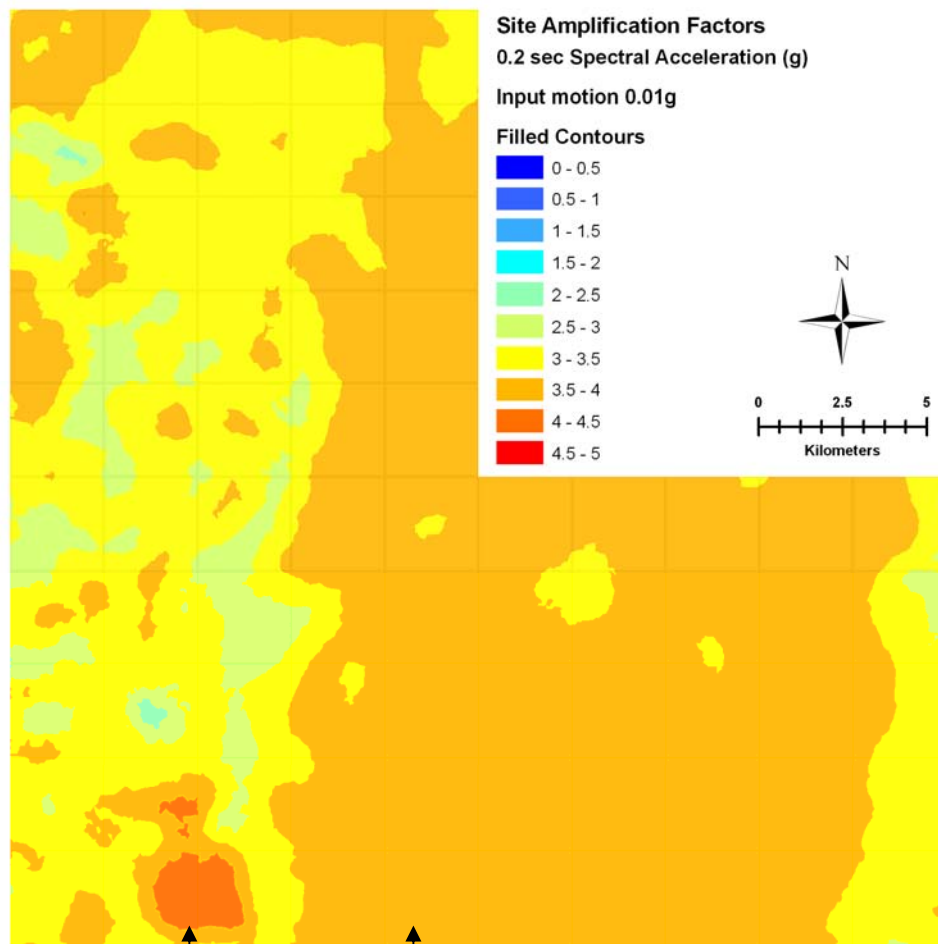 Site Amplification Factors
0.2 sec Spectral Acceleration (g)
Input motion 0.01g
Filled Contours
0 - 0.5
0.5 - 1
1 - 1.5
1.5 - 2
2 - 2.5
2.5 - 3
3 - 3.5
3.5 - 4
4 - 4.5
4.5 - 5
N
0 2.5 5
Kilometers